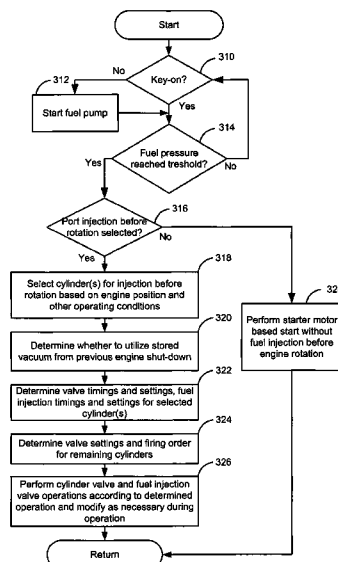 Start
310
Key-on?
No
Yes
312
Start fuel pump
314
Fuel pressure
reached treshold?
Yes
No
316
Port injection before
rotation selected?
No
Yes
318
Select cylinder(s) for injection before
rotation based on engine position and
other operating conditions
320
Determine whether to utilize stored
vacuum from previous engine shut-down
322
Determine valve timings and settings, fuel
injection timings and settings for selected
cylinder(s)
324
Determine valve settings and firing order
for remaining cylinders
326
Perform cylinder valve and fuel injection
valve operations according to determined
operation and modify as necessary during
operation
Perform starter motor
based start without
fuel injection before
engine rotation
Return